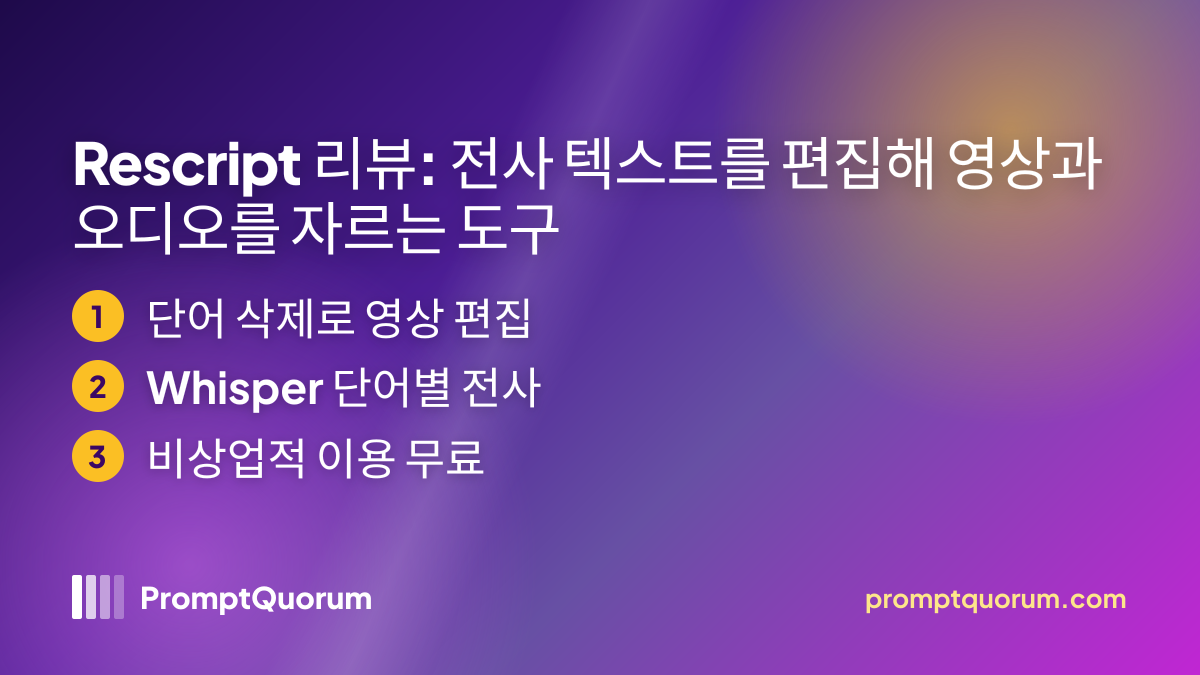 Rescript 리뷰: 전사 텍스트를 편집해 영상과
오디오를 자르는 도구
1 단어 삭제로 영상 편집
2 Whisper 단어별 전사
3 비상업적 이용 무료
PromptQuorum
promptquorum.com